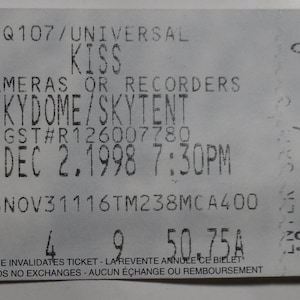 Q107/UNIVERSAL
KISS
MERAS OR RECORDERS
KYDOME/SKYTENT
GST#R126007780
DEC 2,1998 7:30PM
NOV31116TM238MCA400
4 9 50.75A
E INVALIDATES TICKET - LA REVENTE ANNULE CE BILLET
DS NO EXCHANGES - AUCUN ÉCHANGE OU REMBOURSEMENT